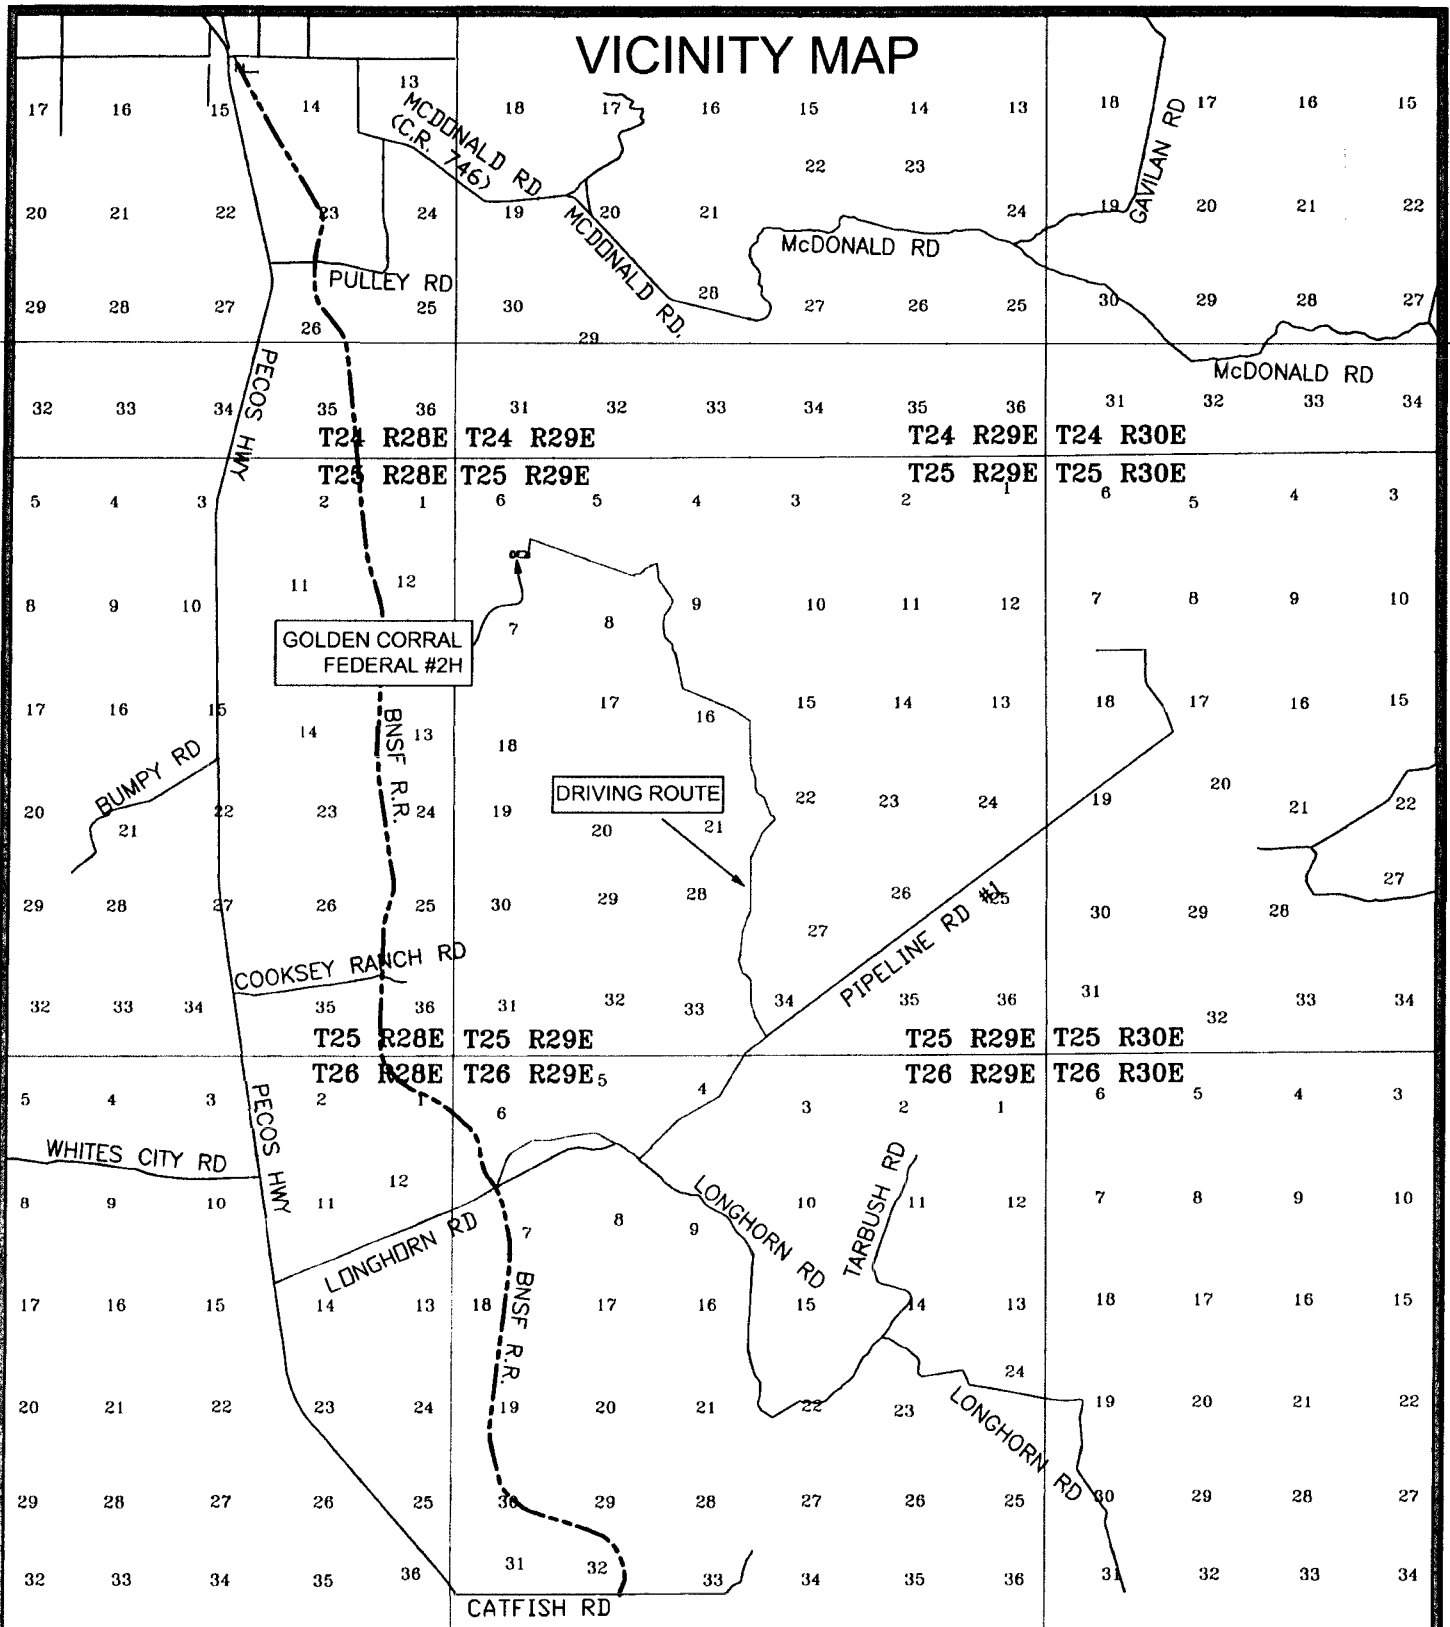 VICINITY MAP
13
17 16 15 14 18 17 16 15 14 13 18 17 16 15
MCDONALD RD
(C.R. 746)
GAVILAN RD
22 23
20 21 22 23 24 19 20 21 24 19 20 21 22
MCDONALD RD.
McDONALD RD
PULLEY RD
29 28 27 26 25 30 29 28 27 26 25 30 29 28 27
PECOS HWY
McDONALD RD
32 33 34 35 36 31 32 33 34 35 36 31 32 33 34
T24 R28E T24 R29E T24 R29E T24 R30E
T25 R28E T25 R29E T25 R29E T25 R30E
5 4 3 2 1 6 5 4 3 2 1 6 5 4 3
8 9 10 11 12 7 8 9 10 11 12 7 8 9 10
GOLDEN CORRAL
FEDERAL #2H
17 16 15 14 13 18 17 16 15 14 13 18 17 16 15
BNSF R.R.
BUMPY RD
DRIVING ROUTE
20 21 22 23 24 19 20 21 22 23 24 19 20 21 22
29 28 27 26 25 30 29 28 27 26 25 30 29 28 27
PIPELINE RD #1
COOKSEY RANCH RD
32 33 34 35 36 31 32 33 34 35 36 31 32 33 34
T25 R28E T25 R29E T25 R29E T25 R30E
T26 R28E T26 R29E T26 R29E T26 R30E
5 4 3 2 1 6 5 4 3 2 1 6 5 4 3
PECOS HWY
WHITES CITY RD
8 9 10 11 12 7 8 9 10 11 12 7 8 9 10
LONGHORN RD
LONGHORN RD
TARBUSH RD
17 16 15 14 13 18 17 16 15 14 13 18 17 16 15
BNSF R.R.
20 21 22 23 24 19 20 21 22 23 24 19 20 21 22
LONGHORN RD
29 28 27 26 25 30 29 28 27 26 25 30 29 28 27
32 33 34 35 36 31 32 33 34 35 36 31 32 33 34
CATFISH RD